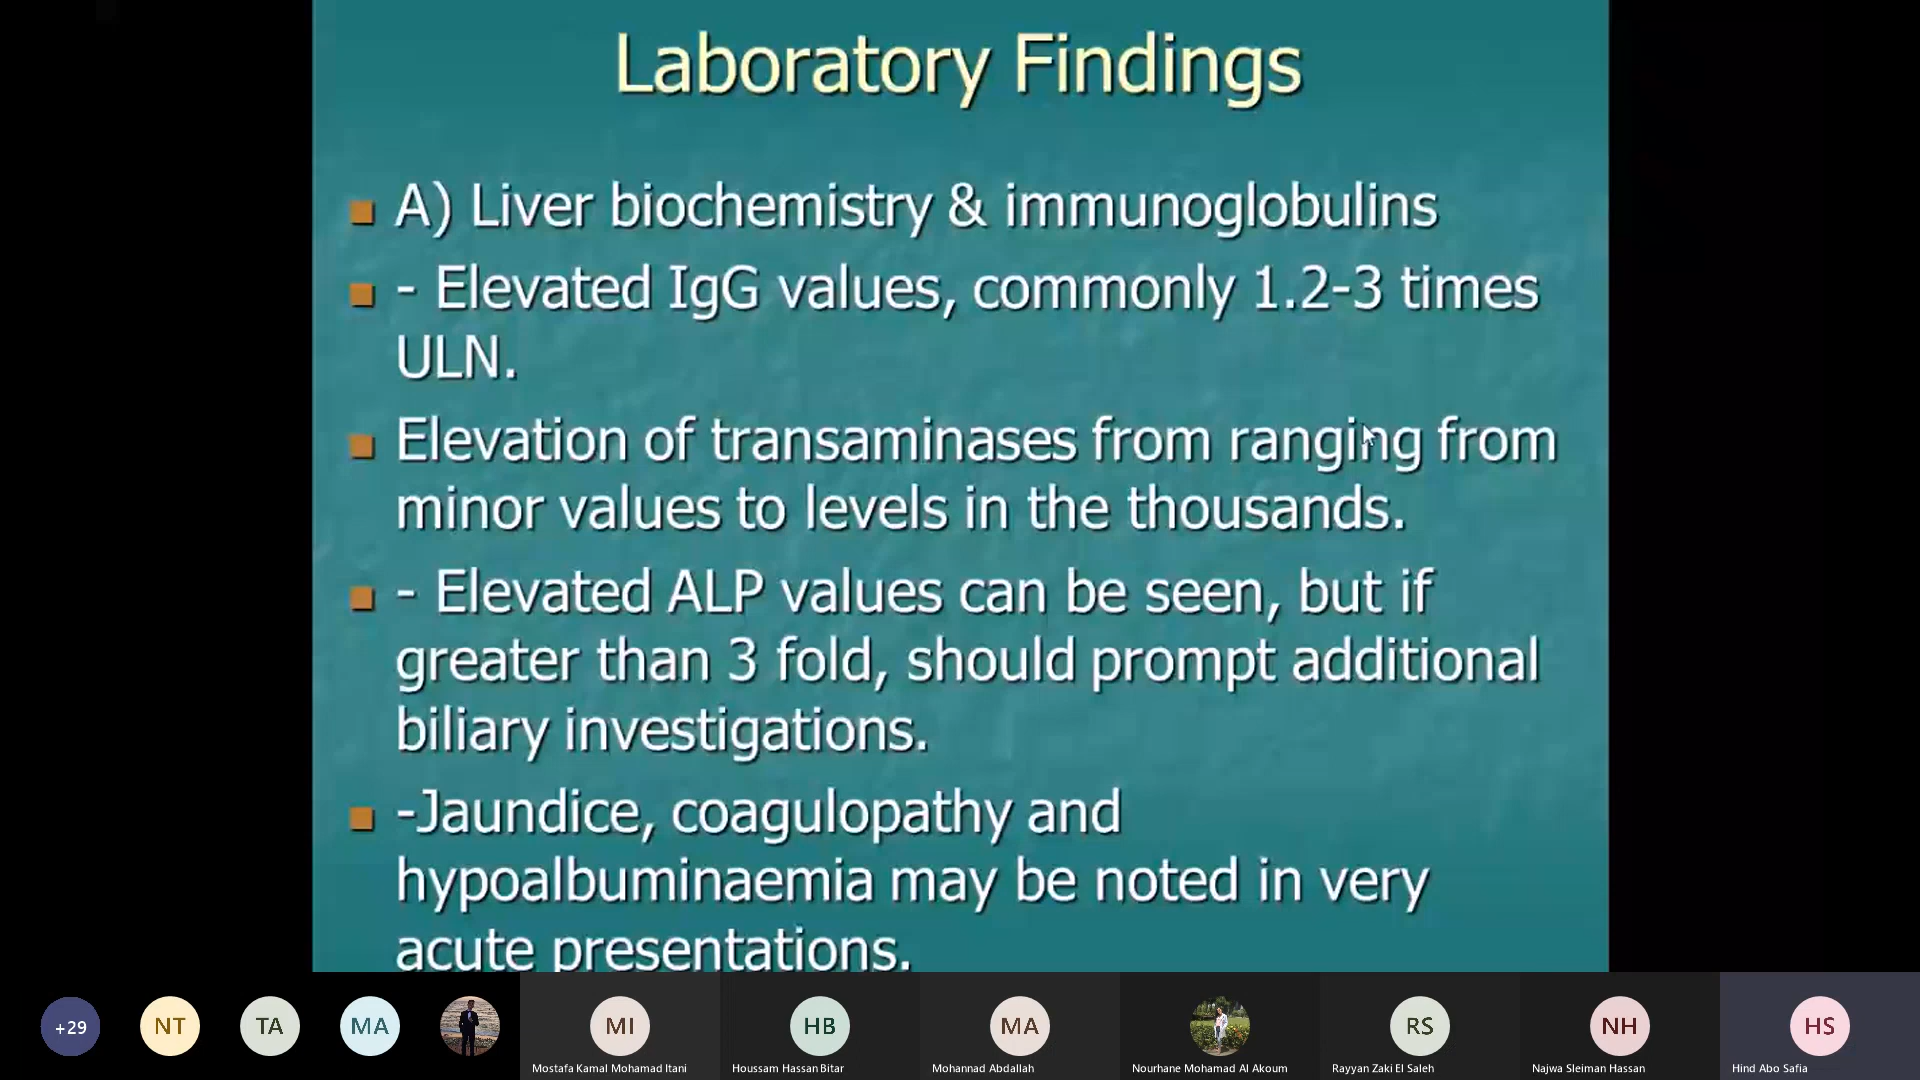 Laboratory Findings
A) Liver biochemistry & immunoglobulins
- Elevated IgG values, commonly 1.2-3 times
ULN.
Elevation of transaminases from ranging from
minor values to levels in the thousands.
- Elevated ALP values can be seen, but if
greater than 3 fold, should prompt additional
biliary investigations.
-Jaundice, coagulopathy and
hypoalbuminaemia may be noted in very
acute presentations.
+29
NT
TA
MA
MI
HB
MA
RS
NH
HS
Mostafa Kamal Mohamad Itani
Houssam Hassan Bitar
Mohannad Abdallah
Nourhane Mohamad Al Akoum
Rayyan Zaki El Saleh
Najwa Sleiman Hassan
Hind Abo Safia